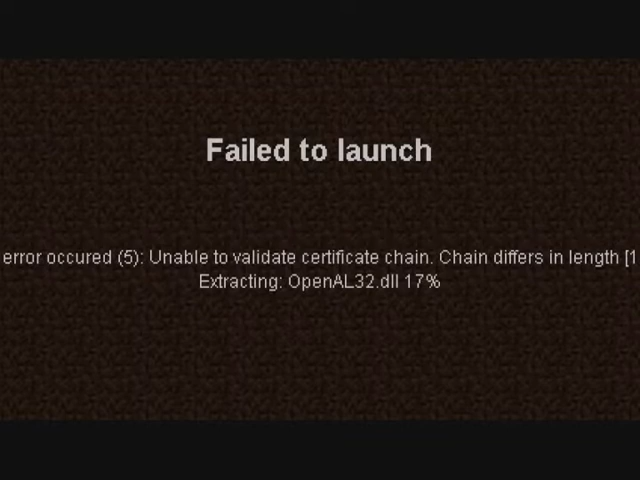 Failed to launch
error occured (5): Unable to validate certificate chain. Chain differs in length [1
Extracting: OpenAL32.dll 17%